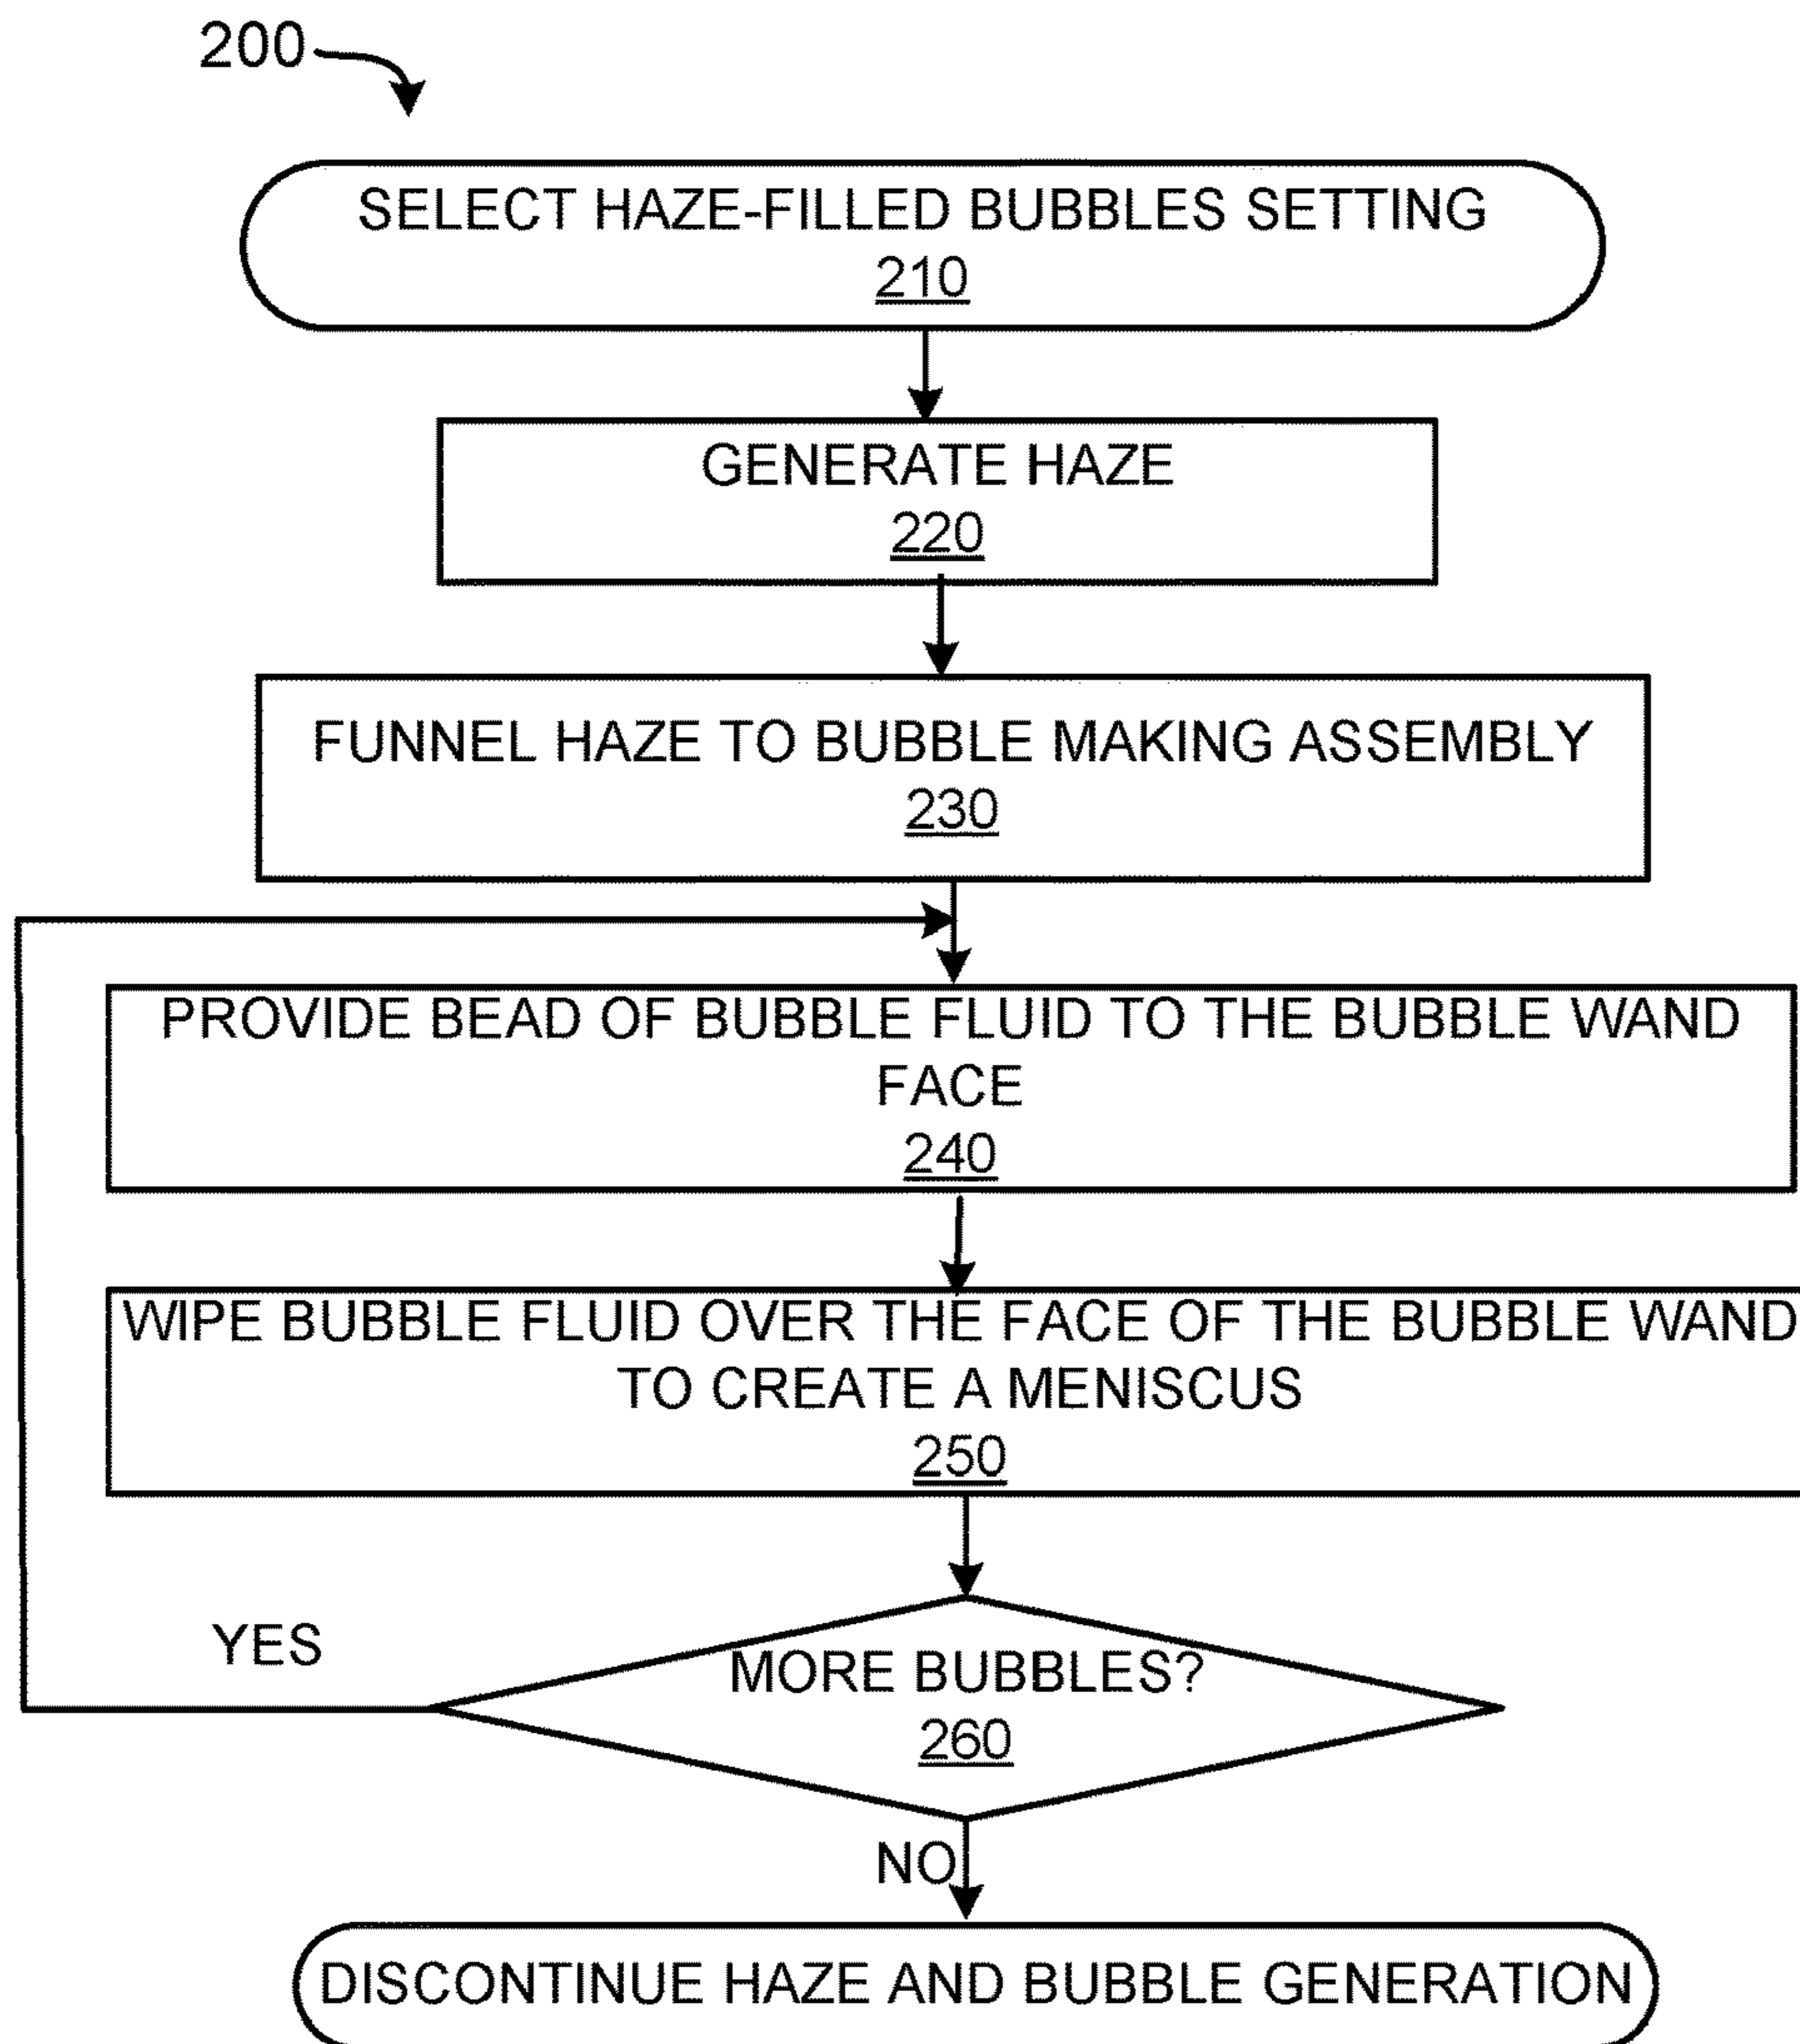 200
SELECT HAZE-FILLED BUBBLES SETTING
210
GENERATE HAZE
220
FUNNEL HAZE TO BUBBLE MAKING ASSEMBLY
230
PROVIDE BEAD OF BUBBLE FLUID TO THE BUBBLE WAND
FACE
240
WIPE BUBBLE FLUID OVER THE FACE OF THE BUBBLE WAND
TO CREATE A MENISCUS
250
YES
MORE BUBBLES?
260
NO
DISCONTINUE HAZE AND BUBBLE GENERATION